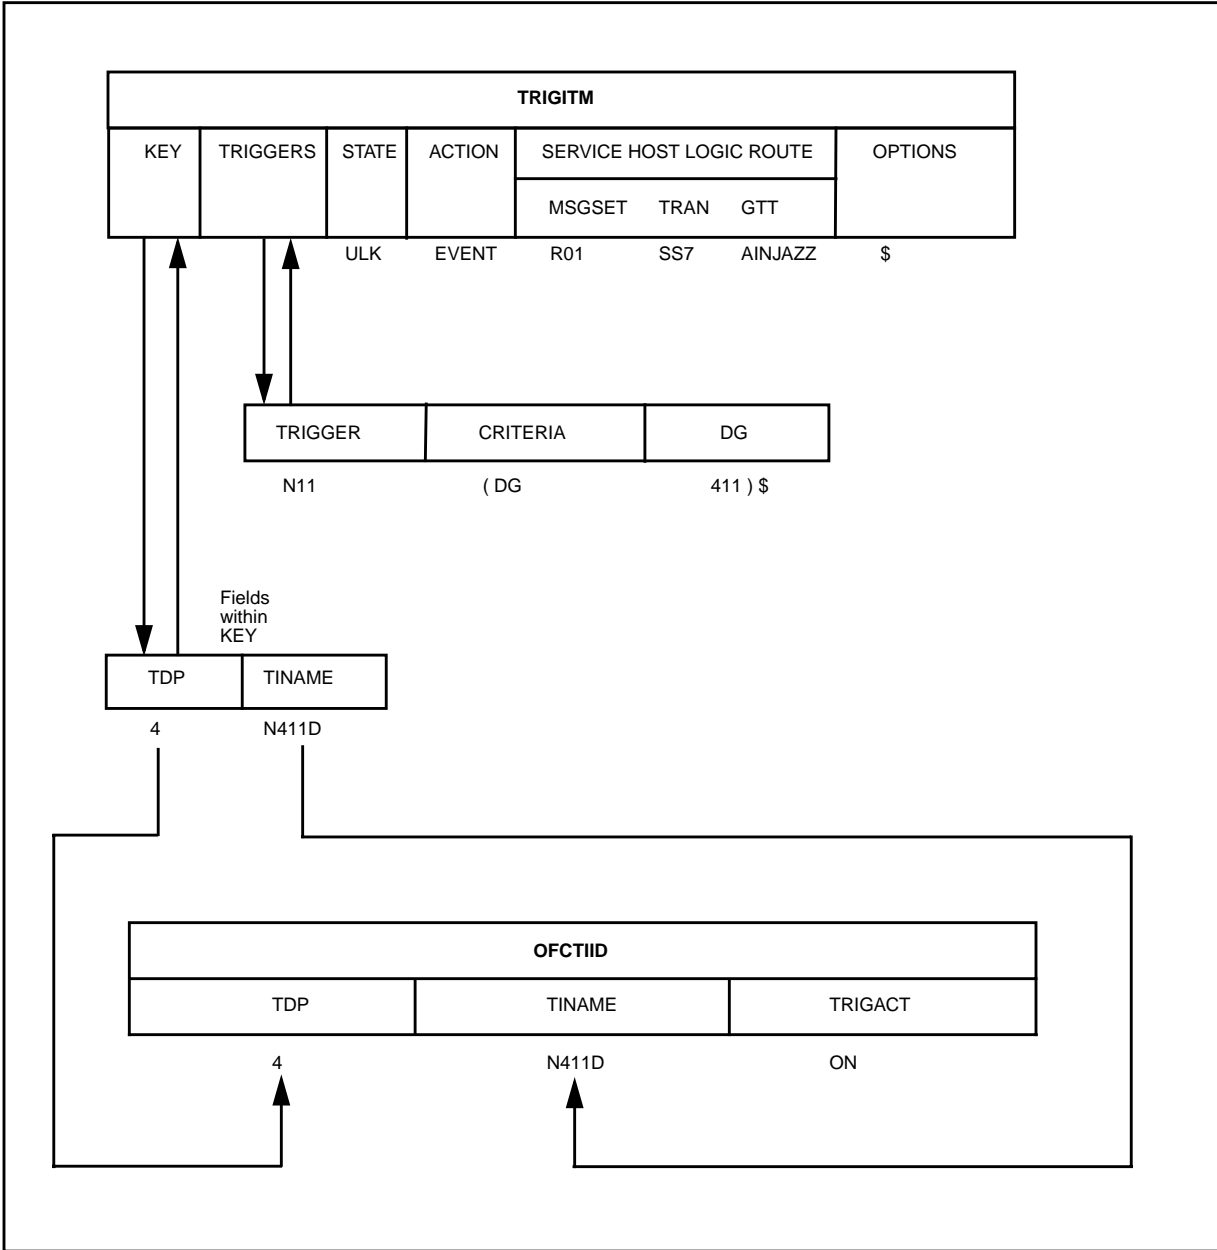 TRIGITM
KEY TRIGGERS STATE ACTION SERVICE HOST LOGIC ROUTE OPTIONS
MSGSET TRAN GTT
ULK EVENT R01 SS7 AINJAZZ $
TRIGGER CRITERIA DG
N11 ( DG 411 ) $
Fields
within
KEY
TDP TINAME
4 N411D
OFCTIID
TDP TINAME TRIGACT
4 N411D ON